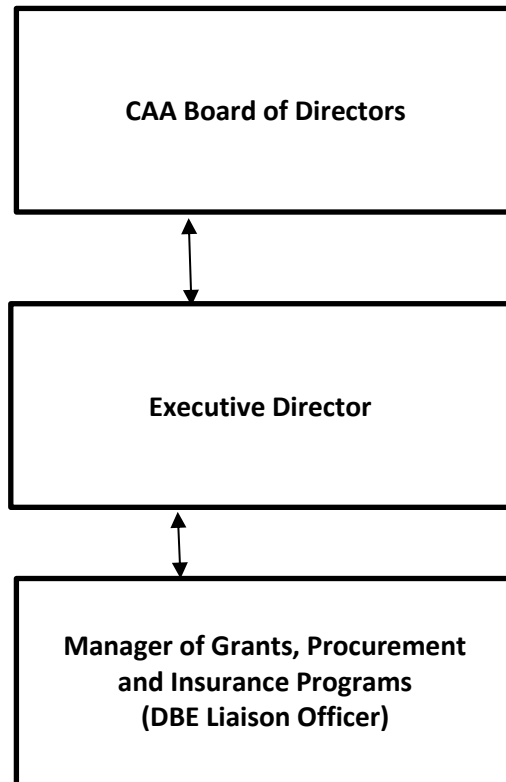 CAA Board of Directors
Executive Director
Manager of Grants, Procurement
and Insurance Programs
(DBE Liaison Officer)